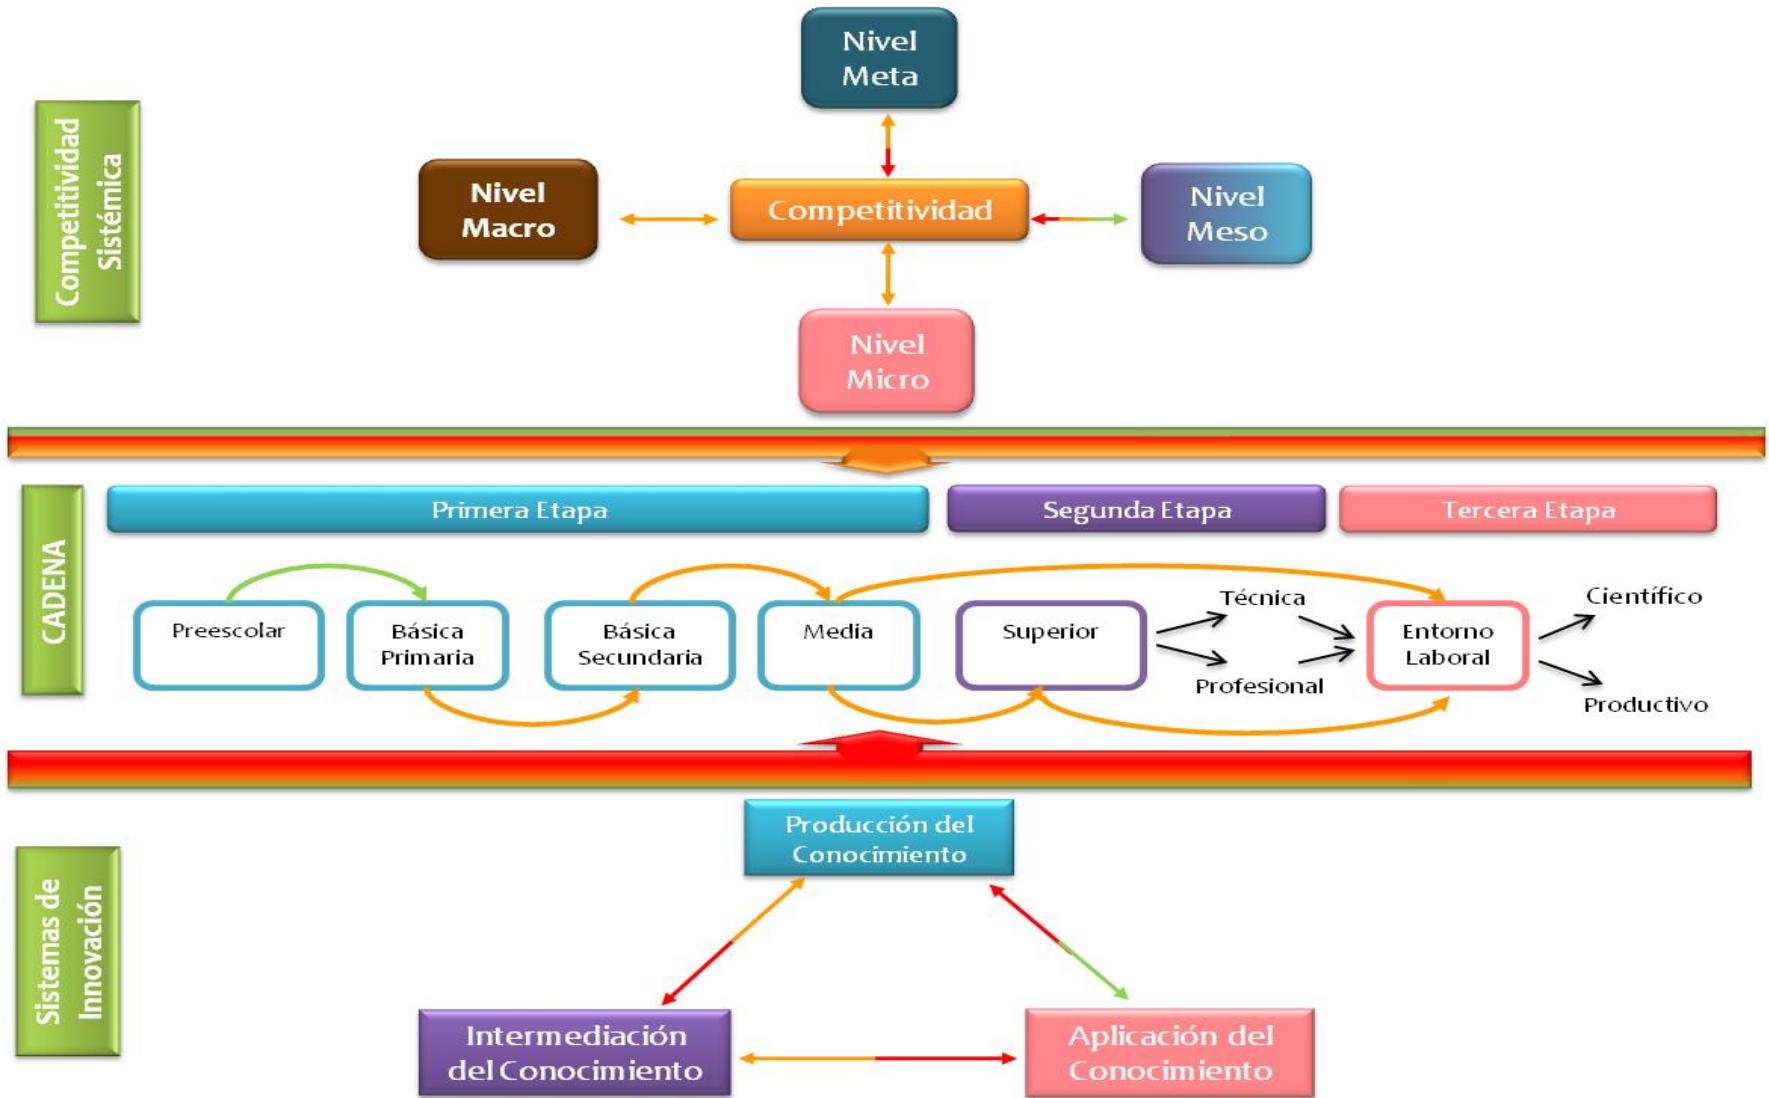 Competitividad
Sistémica
Nivel
Meta
Nivel
Macro
Competitividad
Nivel
Meso
Nivel
Micro
CADENA
Primera Etapa
Segunda Etapa
Tercera Etapa
Preescolar
Básica
Primaria
Básica
Secundaria
Media
Superior
Técnica
Profesional
Entorno
Laboral
Científico
Productivo
Sistemas de
Innovación
Producción del
Conocimiento
Intermediación
del Conocimiento
Aplicación del
Conocimiento